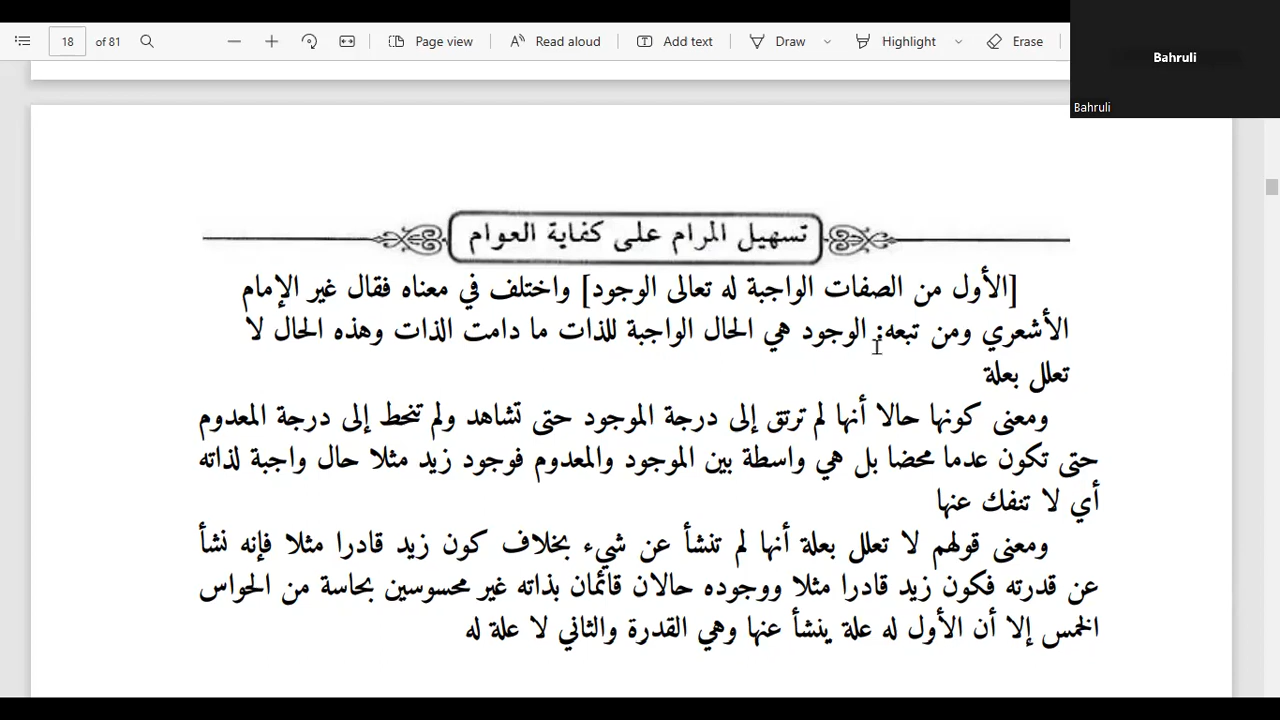 18 of 81 Page view Read aloud Add text Draw Highlight Erase
Bahruli
Bahruli
تسهيل المرام على كفاية العوام
[الأول من الصفات الواجبة له تعالى الوجود] واختلف في معناه فقال غير الإمام
الأشعري ومن تبعه: الوجود هي الحال الواجبة للذات ما دامت الذات وهذه الحال لا
تعلل بعلة
ومعنى كونها حالا أنها لم ترتق إلى درجة الموجود حتى تشاهد ولم تنحط إلى درجة المعدوم
حتى تكون عدما محضا بل هي واسطة بين الموجود والمعدوم فوجود زيد مثلا حال واجبة لذاته
أي لا تنفك عنها
ومعنى قولهم لا تعلل بعلة أنها لم تنشأ عن شيء بخلاف كون زيد قادرا مثلا فإنه نشأ
عن قدرته فكون زيد قادرا مثلا ووجوده حالان قائمان بذاته غير محسوسين بحاسة من الحواس
الخمس إلا أن الأول له علة ينشأ عنها وهي القدرة والثاني لا علة له